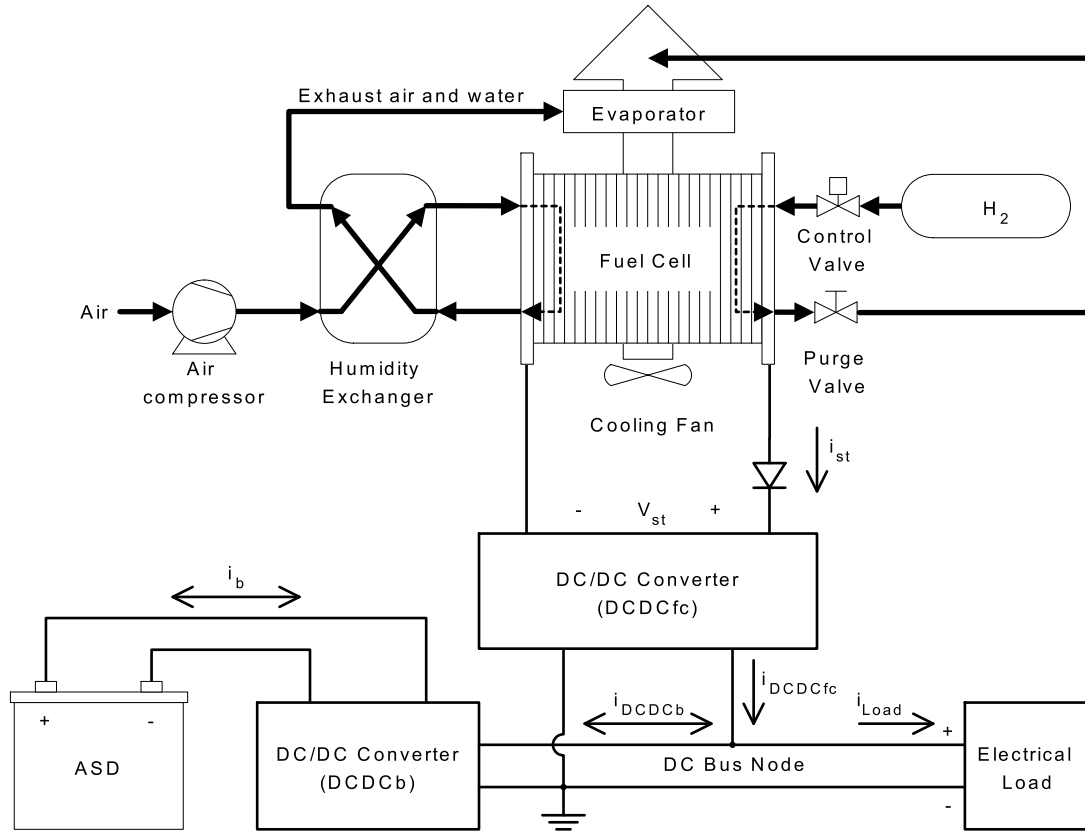 Exhaust air and water
Evaporator
H2
Control
Valve
Fuel Cell
Air
Air
compressor
Humidity
Exchanger
Purge
Valve
Cooling Fan
ist
- Vst +
DC/DC Converter
(DCDCfc)
ib
iDCDCfc
iDCDCb
iLoad
+ -
ASD
DC/DC Converter
(DCDCb)
DC Bus Node
+
Electrical
Load
-